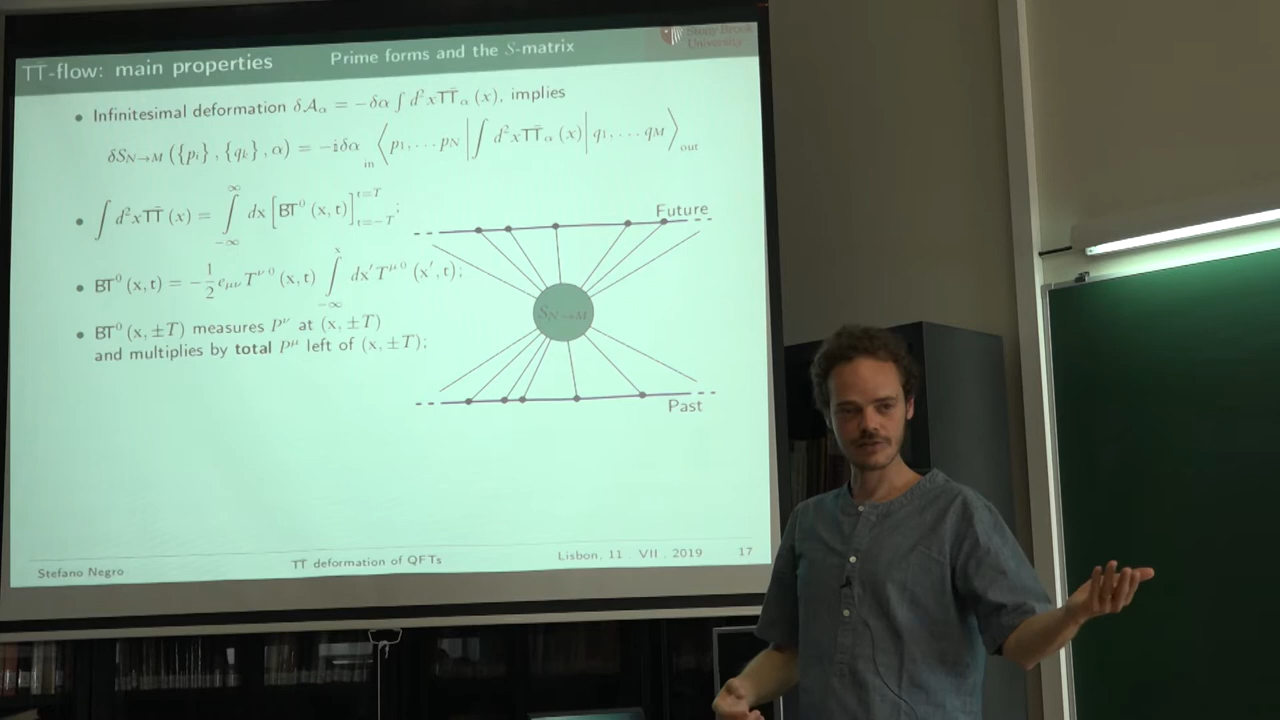 TT̄-flow: main properties Prime forms and the S-matrix
Stony Brook
University
• Infinitesimal deformation δA_α = −δα ∫ d²x TT̄_α (x), implies
δS_{N→M} ({p_i}, {q_k}, α) = −iδα _in⟨p_1, … p_N | ∫ d²x TT̄_α (x) | q_1, … q_M⟩_out
• ∫ d²x TT̄ (x) = ∫_{−∞}^{∞} dx [BT⁰ (x, t)]_{t=−T}^{t=T};
• BT⁰ (x, t) = −1/2 ϵ_{μν} T^{ν0} (x, t) ∫_{−∞}^{x} dx′ T^{μ0} (x′, t);
• BT⁰ (x, ±T) measures P^ν at (x, ±T)
and multiplies by total P^μ left of (x, ±T);
Future
S_{N→M}
Past
Stefano Negro TT̄ deformation of QFTs Lisbon, 11 . VII . 2019 17